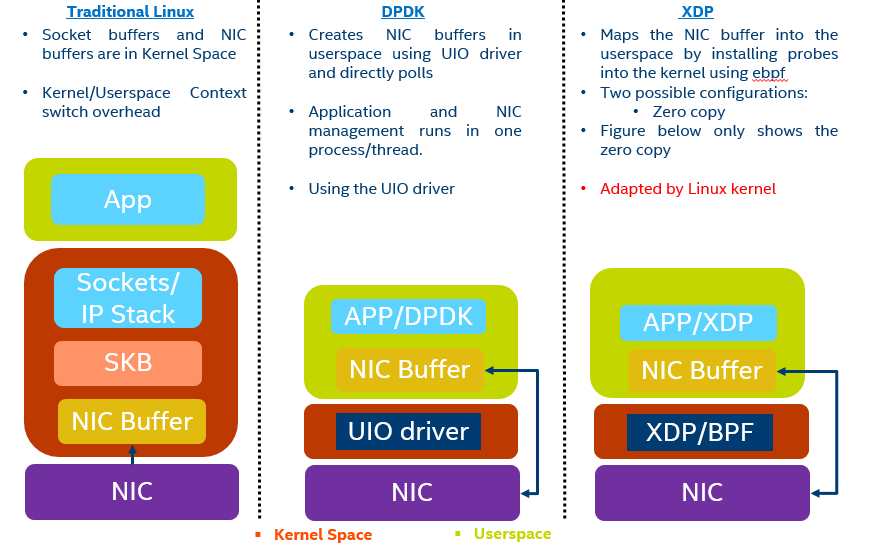 Traditional Linux
• Socket buffers and NIC
buffers are in Kernel Space
• Kernel/Userspace Context
switch overhead
App
Sockets/
IP Stack
SKB
NIC Buffer
NIC
DPDK
• Creates NIC buffers in
userspace using UIO driver
and directly polls
• Application and NIC
management runs in one
process/thread.
• Using the UIO driver
APP/DPDK
NIC Buffer
UIO driver
NIC
XDP
• Maps the NIC buffer into the
userspace by installing probes
into the kernel using ebpf
• Two possible configurations:
• Zero copy
• Figure below only shows the
zero copy
• Adapted by Linux kernel
APP/XDP
NIC Buffer
XDP/BPF
NIC
▪ Kernel Space
▪ Userspace